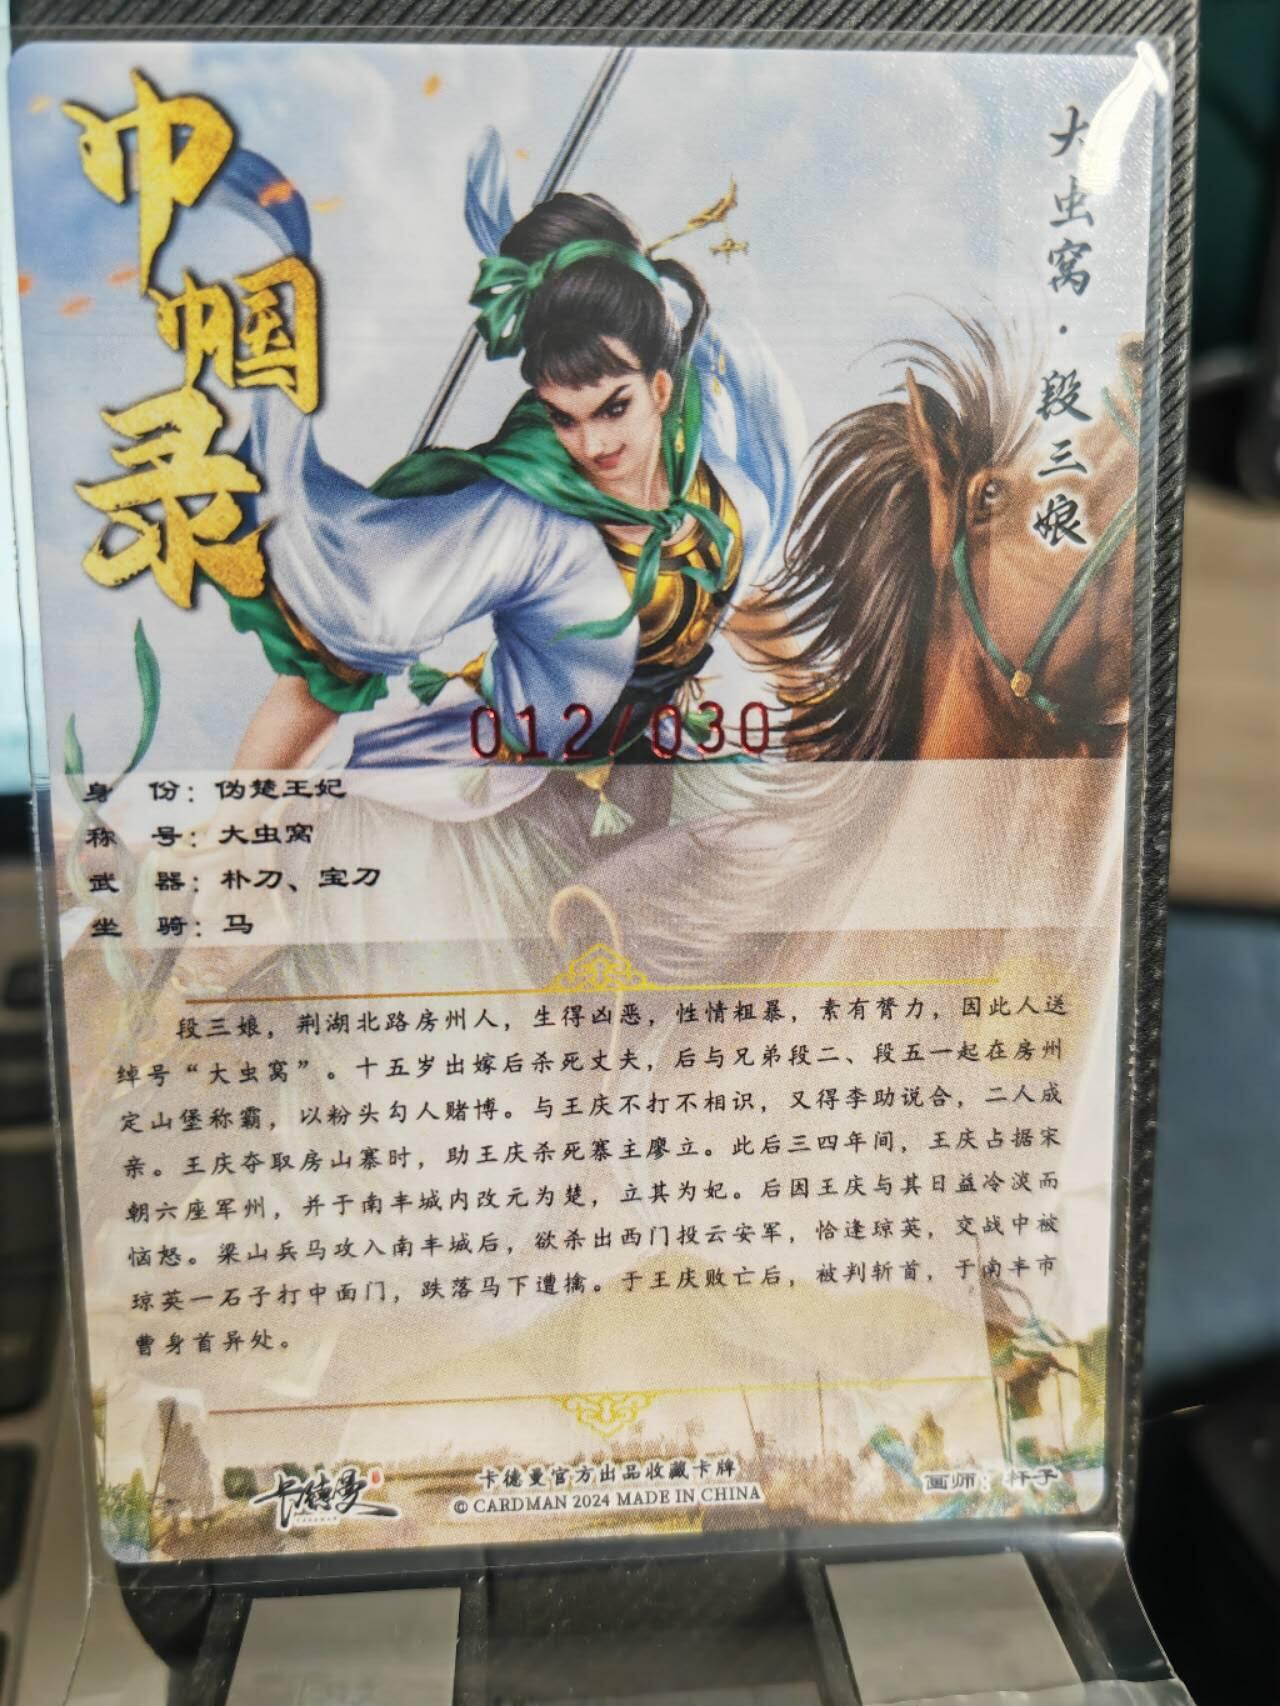 巾帼录
大虫窝·段三娘
012/030
身 份：伪楚王妃
称 号：大虫窝
武 器：朴刀、宝刀
坐 骑：马
段三娘，荆湖北路房州人，生得凶恶，性情粗暴，素有膂力，因此人送
绰号“大虫窝”。十五岁出嫁后杀死丈夫，后与兄弟段二、段五一起在房州
定山堡称霸，以粉头勾人赌博。与王庆不打不相识，又得李助说合，二人成
亲。王庆夺取房山寨时，助王庆杀死寨主廖立。此后三四年间，王庆占据宋
朝六座军州，并于南丰城内改元为楚，立其为妃。后因王庆与其日益冷淡而
恼怒。梁山兵马攻入南丰城后，欲杀出西门投云安军，恰逢琼英，交战中被
琼英一石子打中面门，跌落马下遭擒。于王庆败亡后，被判斩首，于南丰市
曹身首异处。
卡德曼
卡德曼官方出品收藏卡牌
© CARDMAN 2024 MADE IN CHINA
画师：杆子